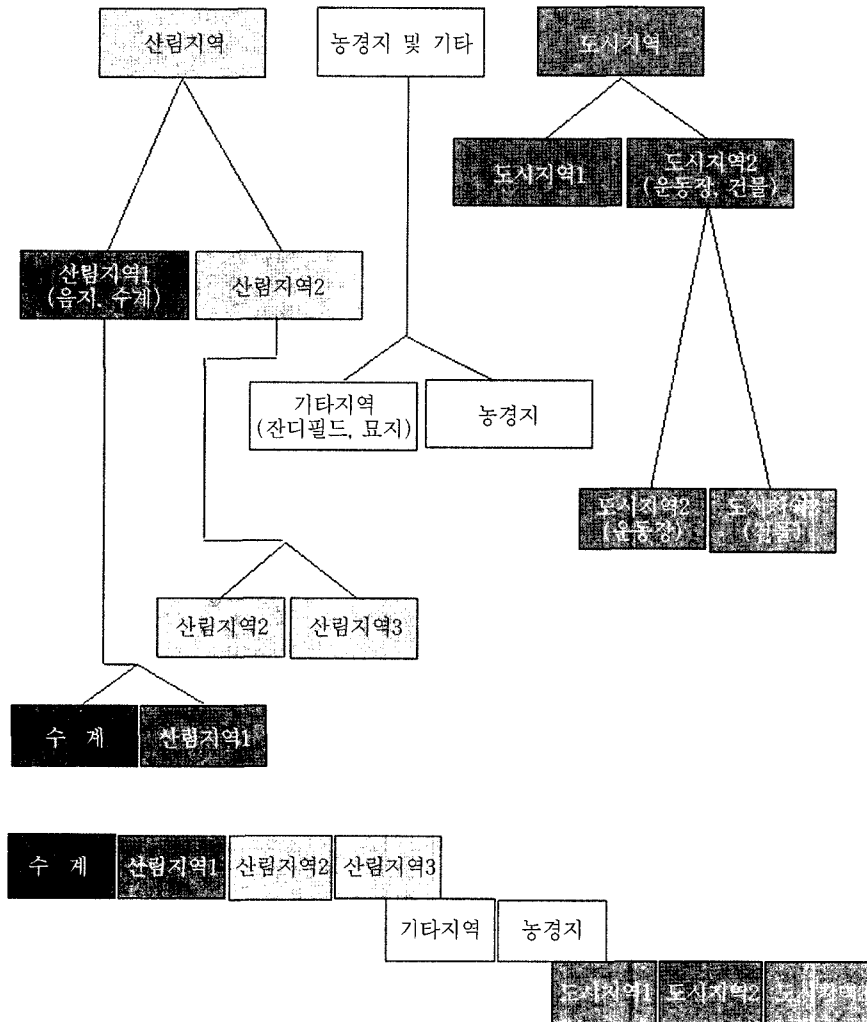 산림지역
농경지 및 기타
도시지역
도시지역1
도시지역2
(운동장, 건물)
산림지역1
(음지, 수계)
산림지역2
기타지역
(잔디필드, 묘지)
농경지
도시지역2
(운동장)
(건물)
산림지역2
산림지역3
수 계
산림지역1
수 계
산림지역1
산림지역2
산림지역3
기타지역
농경지
도시지역1
도시지역2